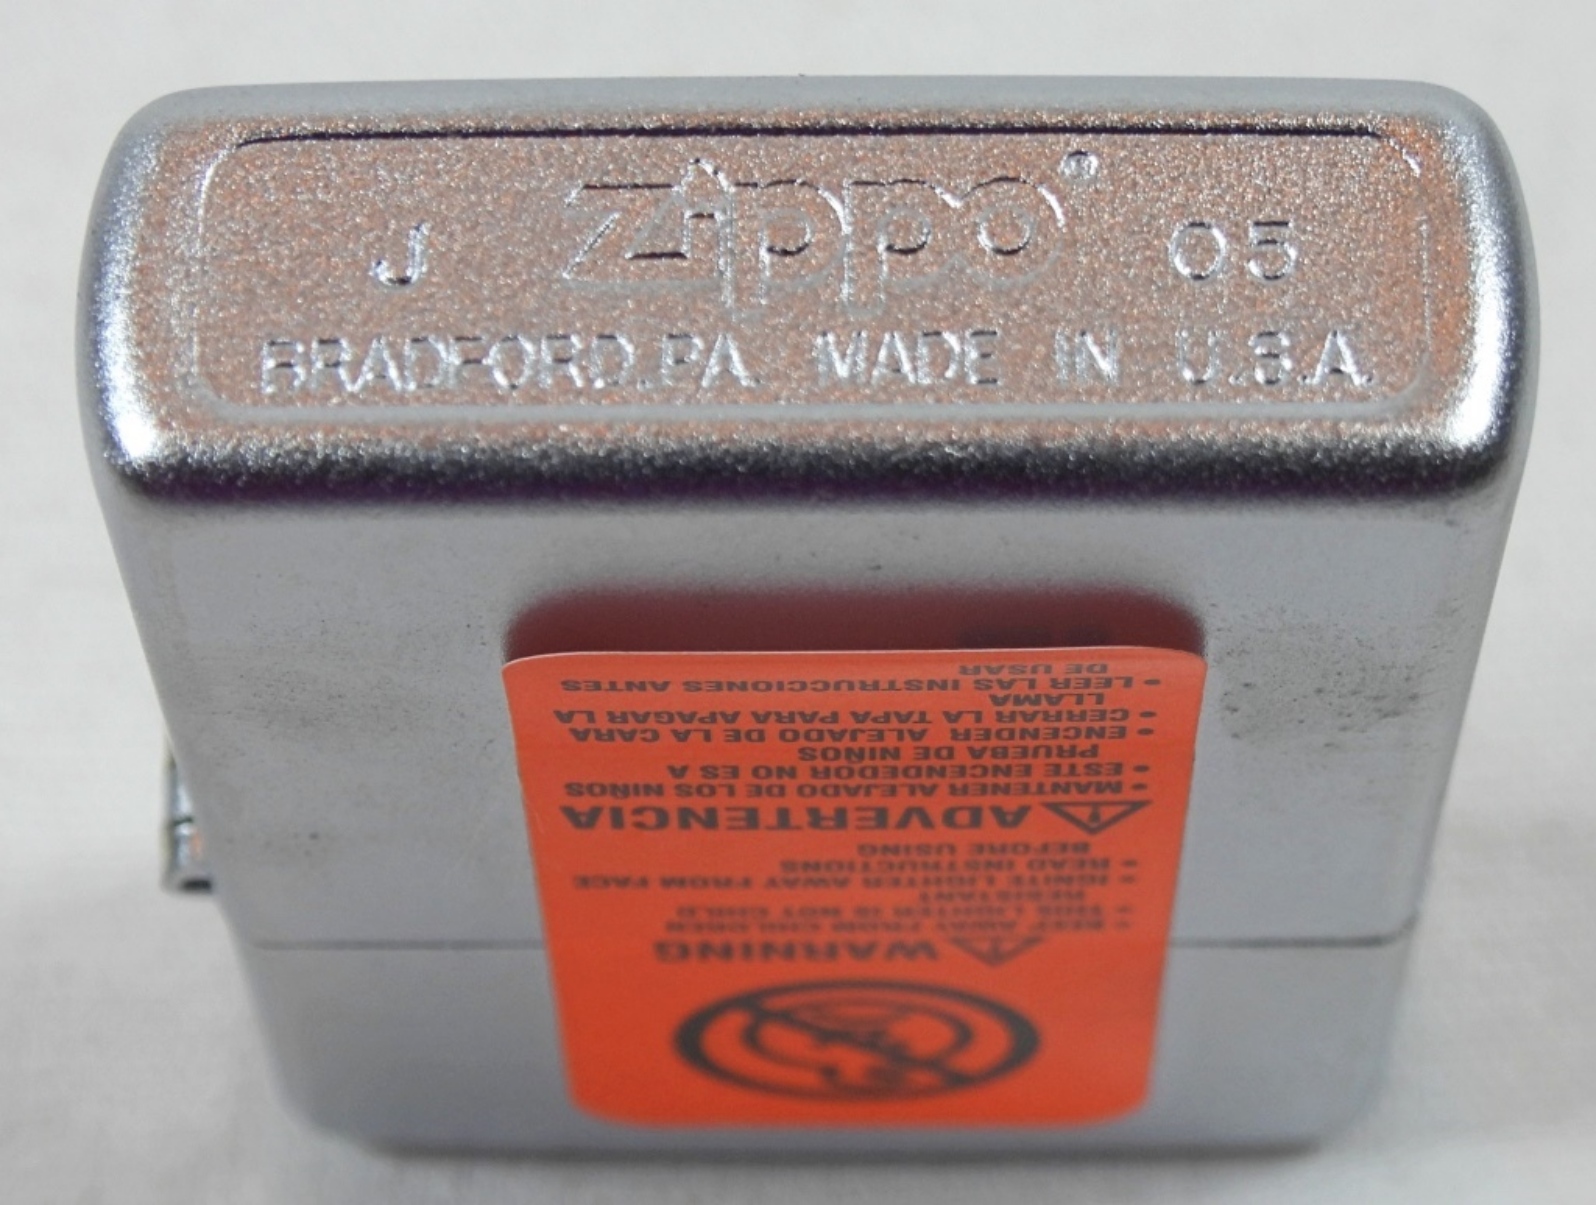 J Zippo® 05
BRADFORD,PA. MADE IN U.S.A.
WARNING
• KEEP AWAY FROM CHILDREN
• THIS LIGHTER IS NOT CHILD
RESISTANT
• IGNITE LIGHTER AWAY FROM FACE
• READ INSTRUCTIONS
BEFORE USING
ADVERTENCIA
• MANTENER ALEJADO DE LOS NIÑOS
• ESTE ENCENDEDOR NO ES A
PRUEBA DE NIÑOS
• ENCENDER ALEJADO DE LA CARA
• CERRAR LA TAPA PARA APAGAR LA
LLAMA
• LEER LAS INSTRUCCIONES ANTES
DE USAR